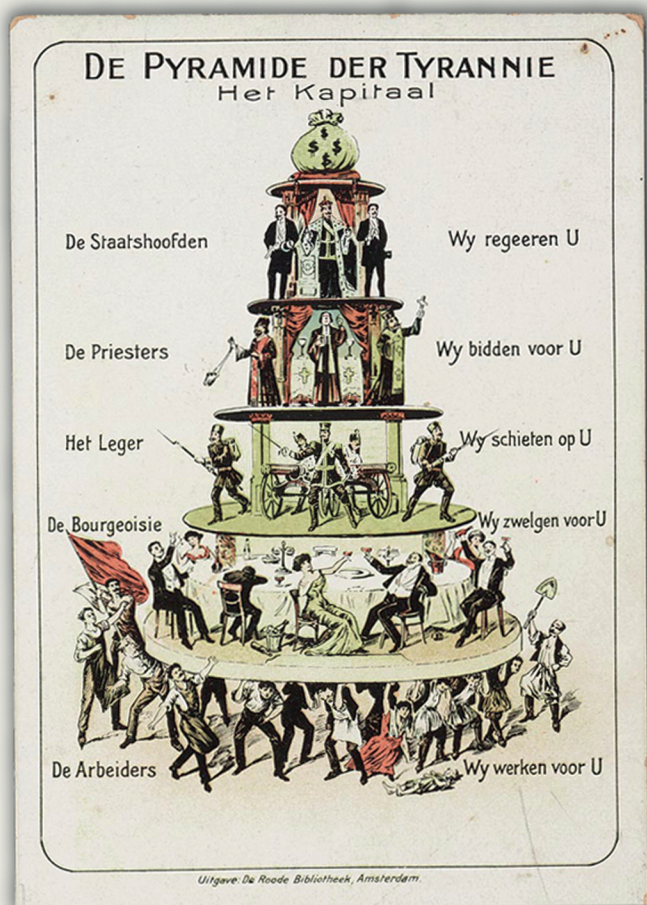 DE PYRAMIDE DER TYRANNIE
Het Kapitaal
$ $ $ $
De Staatshoofden
Wy regeeren U
De Priesters
Wy bidden voor U
Het Leger
Wy schieten op U
De Bourgeoisie
Wy zwelgen voor U
De Arbeiders
Wy werken voor U
Uitgave: De Roode Bibliotheek, Amsterdam.